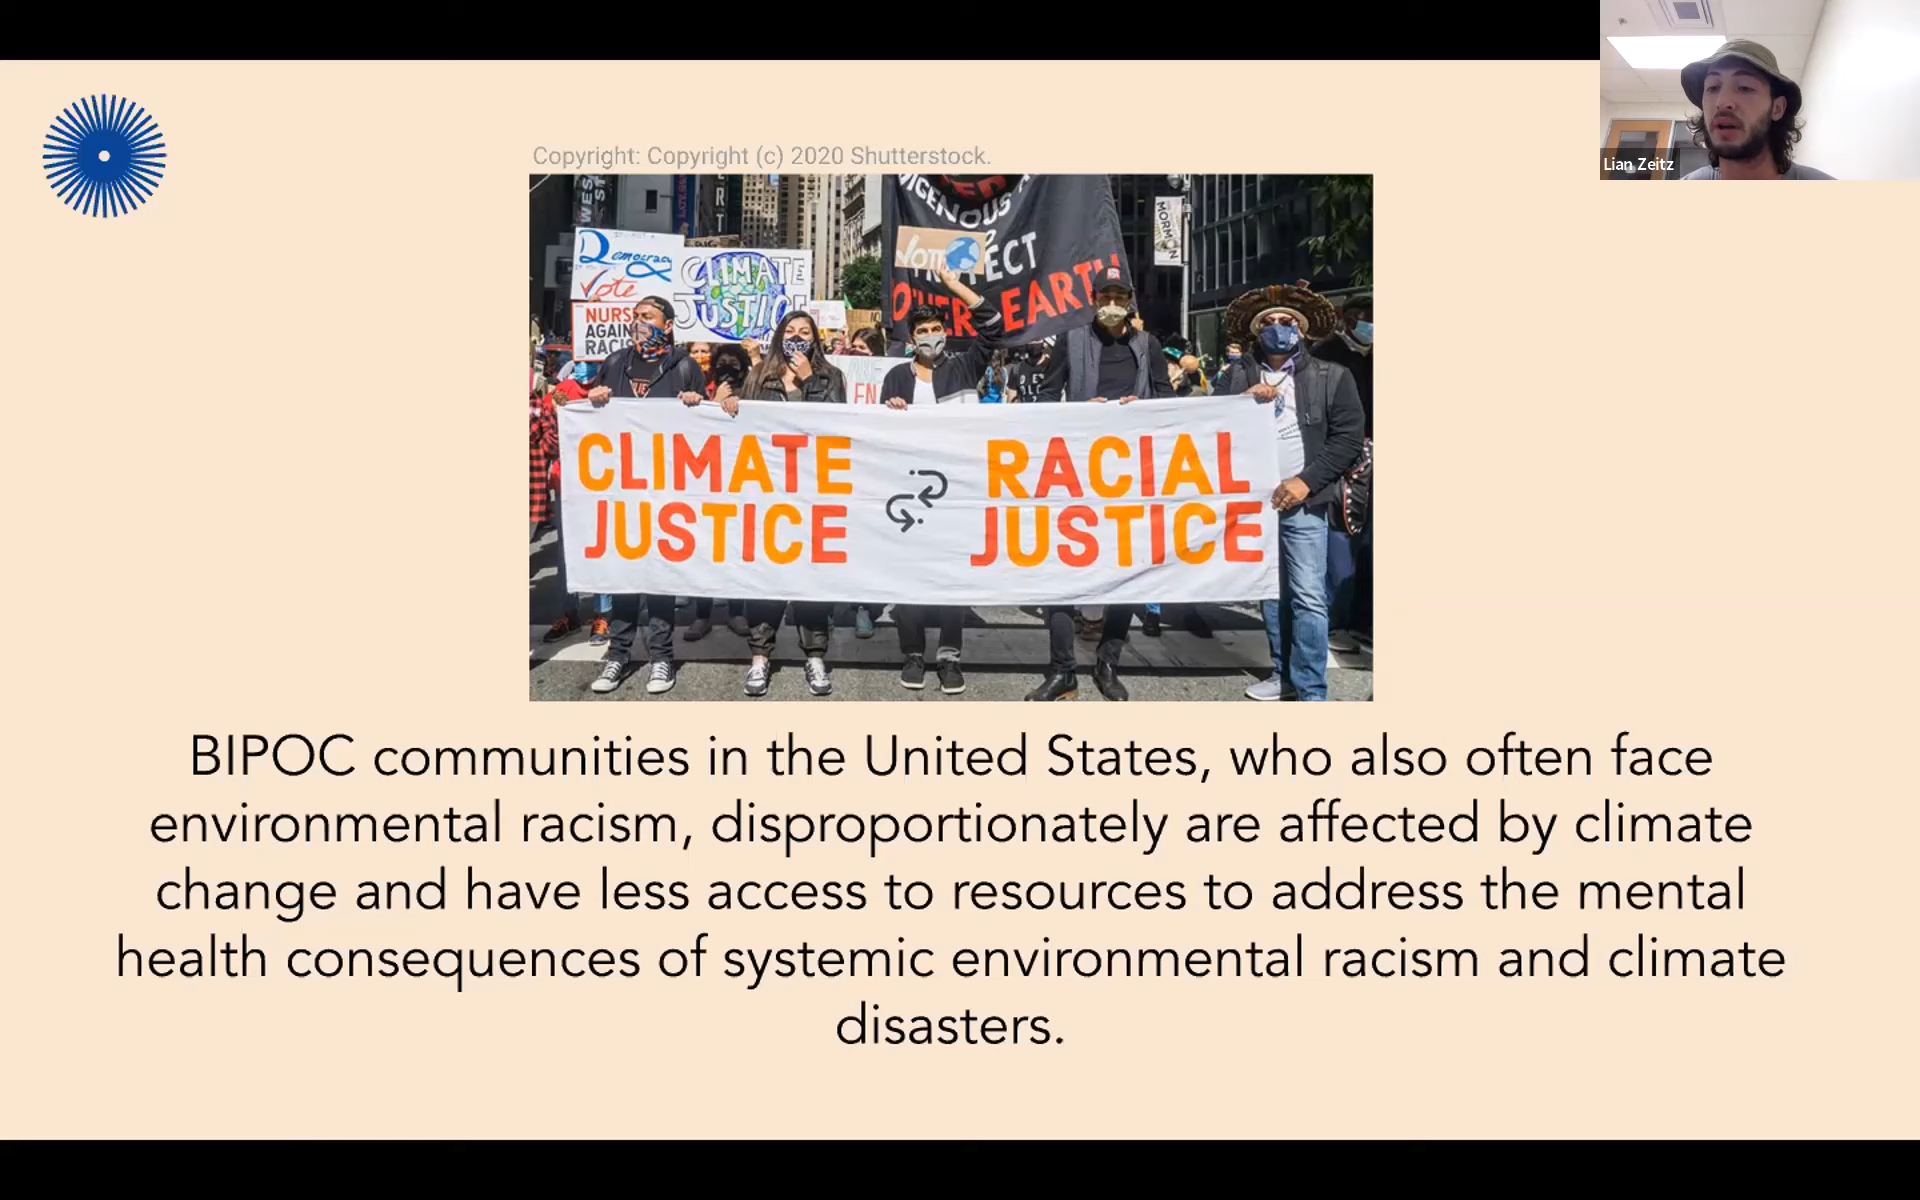 Lian Zeitz
Copyright: Copyright (c) 2020 Shutterstock.
Democracy
Vote
CLIMATE
JUSTICE
NURS
AGAIN
RACIS
VOTE
EARTH
MORMON
CLIMATE
JUSTICE
RACIAL
JUSTICE
BIPOC communities in the United States, who also often face
environmental racism, disproportionately are affected by climate
change and have less access to resources to address the mental
health consequences of systemic environmental racism and climate
disasters.